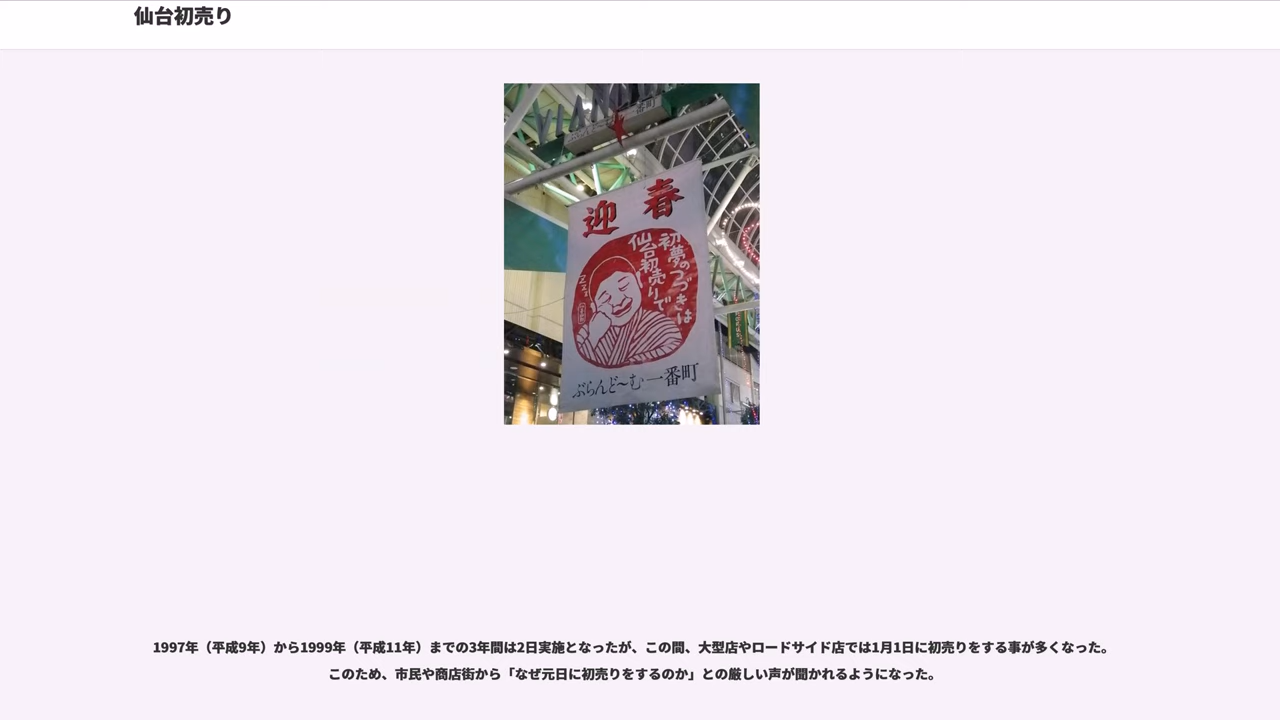 仙台初売り
迎春
初夢のつづきは
仙台初売りで
ぶらんど〜む一番町
1997年（平成9年）から1999年（平成11年）までの3年間は2日実施となったが、この間、大型店やロードサイド店では1月1日に初売りをする事が多くなった。
このため、市民や商店街から「なぜ元日に初売りをするのか」との厳しい声が聞かれるようになった。